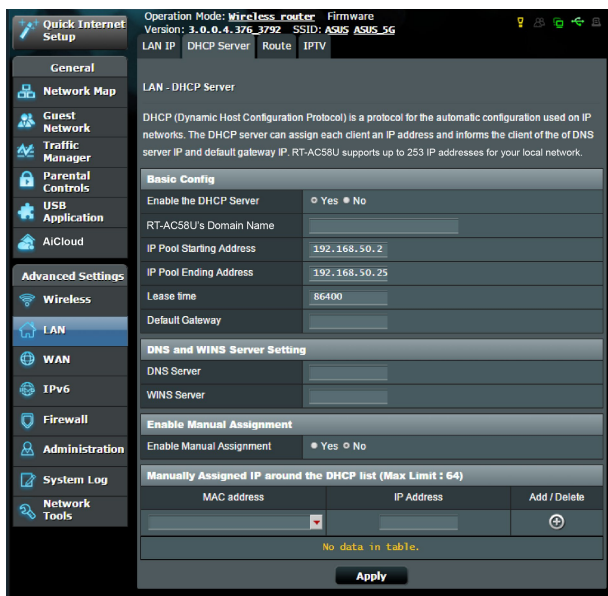 Quick Internet
Setup
General
Network Map
Guest
Network
Traffic
Manager
Parental
Controls
USB
Application
AiCloud
Advanced Settings
Wireless
LAN
WAN
IPv6
Firewall
Administration
System Log
Network
Tools
Operation Mode: Wireless router Firmware
Version: 3.0.0.4.376_3792 SSID: ASUS ASUS_5G
LAN IP DHCP Server Route IPTV
LAN - DHCP Server
DHCP (Dynamic Host Configuration Protocol) is a protocol for the automatic configuration used on IP
networks. The DHCP server can assign each client an IP address and informs the client of the of DNS
server IP and default gateway IP. RT-AC58U supports up to 253 IP addresses for your local network.
Basic Config
Enable the DHCP Server Yes No
RT-AC58U's Domain Name
IP Pool Starting Address 192.168.50.2
IP Pool Ending Address 192.168.50.25
Lease time 86400
Default Gateway
DNS and WINS Server Setting
DNS Server
WINS Server
Enable Manual Assignment
Enable Manual Assignment Yes No
Manually Assigned IP around the DHCP list (Max Limit : 64)
MAC address IP Address Add / Delete
No data in table.
Apply